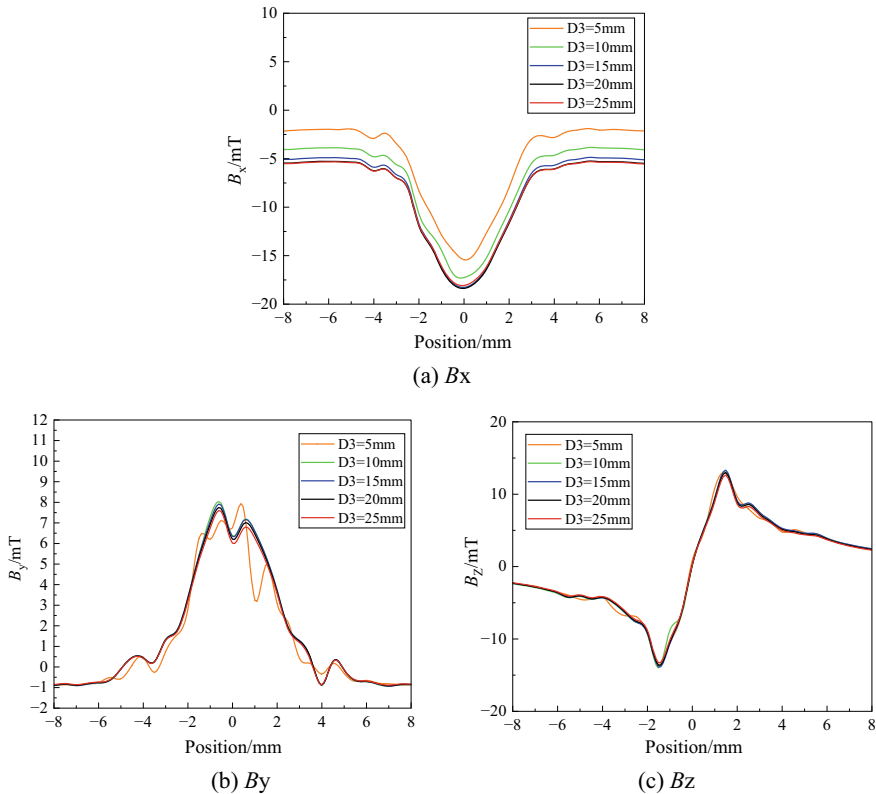 10
5
0
−5
−10
−15
−20
Bx/mT
D3=5mm
D3=10mm
D3=15mm
D3=20mm
D3=25mm
−8 −6 −4 −2 0 2 4 6 8
Position/mm
(a) Bx
12
11
10
9
8
7
6
5
4
3
2
1
0
−1
−2
By/mT
D3=5mm
D3=10mm
D3=15mm
D3=20mm
D3=25mm
−8 −6 −4 −2 0 2 4 6 8
Position/mm
(b) By
20
10
0
−10
−20
BZ/mT
D3=5mm
D3=10mm
D3=15mm
D3=20mm
D3=25mm
−8 −6 −4 −2 0 2 4 6 8
Position/mm
(c) Bz